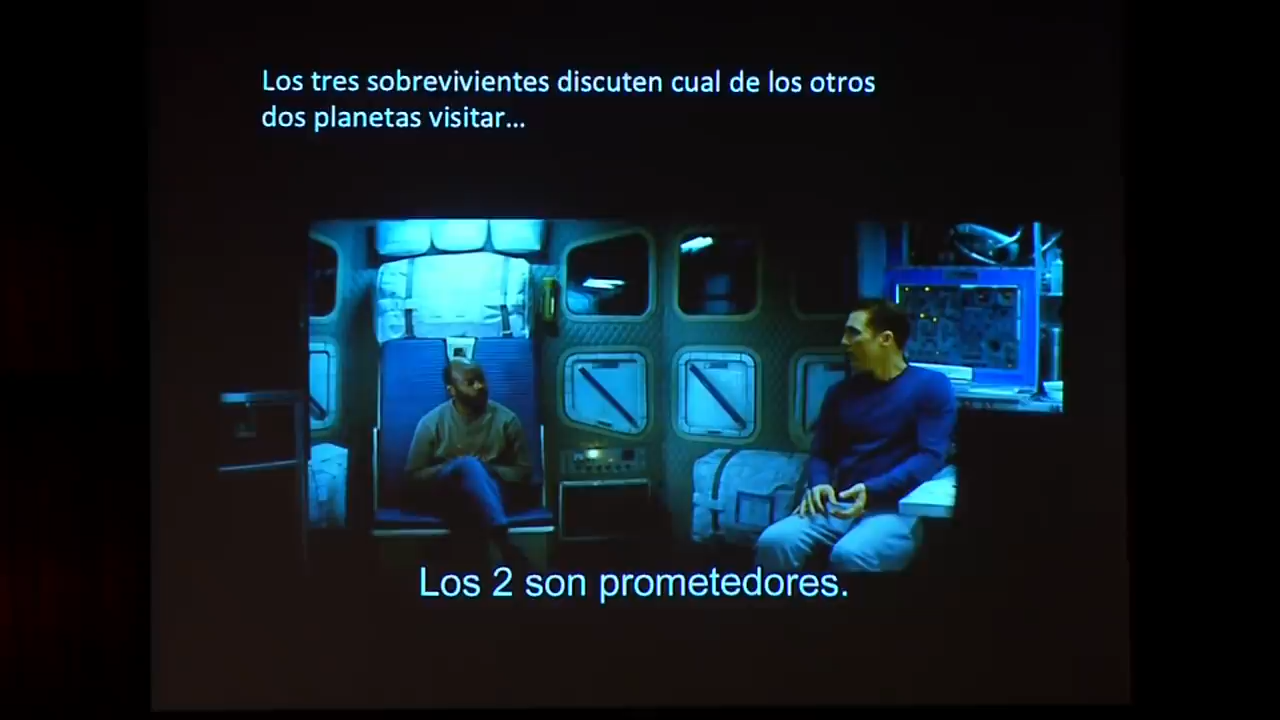 Los tres sobrevivientes discuten cual de los otros
dos planetas visitar...
Los 2 son prometedores.